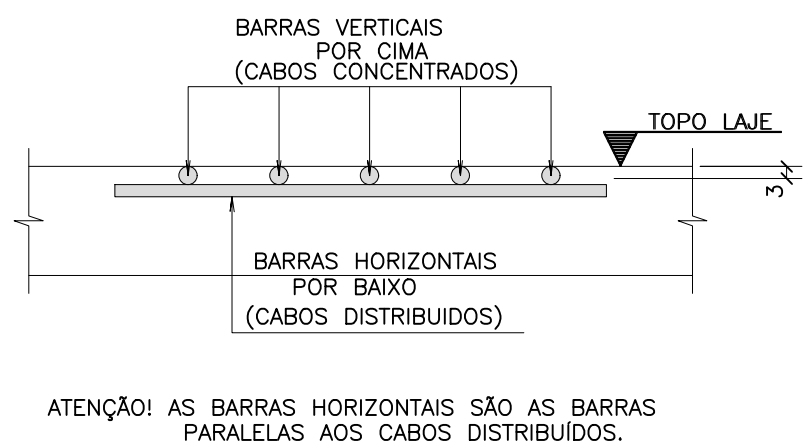 BARRAS VERTICAIS
POR CIMA
(CABOS CONCENTRADOS)
TOPO LAJE
3
BARRAS HORIZONTAIS
POR BAIXO
(CABOS DISTRIBUIDOS)
ATENÇÃO! AS BARRAS HORIZONTAIS SÃO AS BARRAS
PARALELAS AOS CABOS DISTRIBUÍDOS.